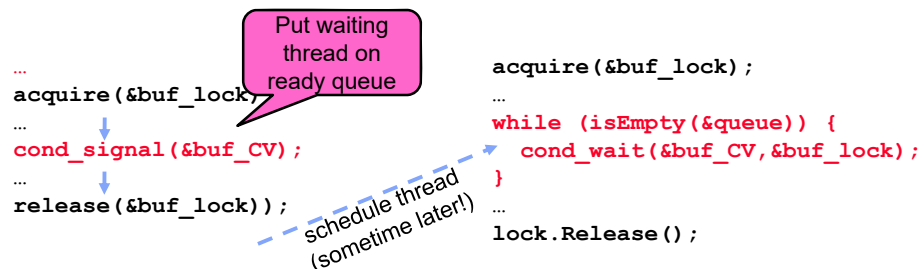 Put waiting
thread on
ready queue
…
acquire(&buf_lock)
…
cond_signal(&buf_CV);
…
release(&buf_lock));
schedule thread
(sometime later!)
acquire(&buf_lock);
…
while (isEmpty(&queue)) {
cond_wait(&buf_CV,&buf_lock);
}
…
lock.Release();